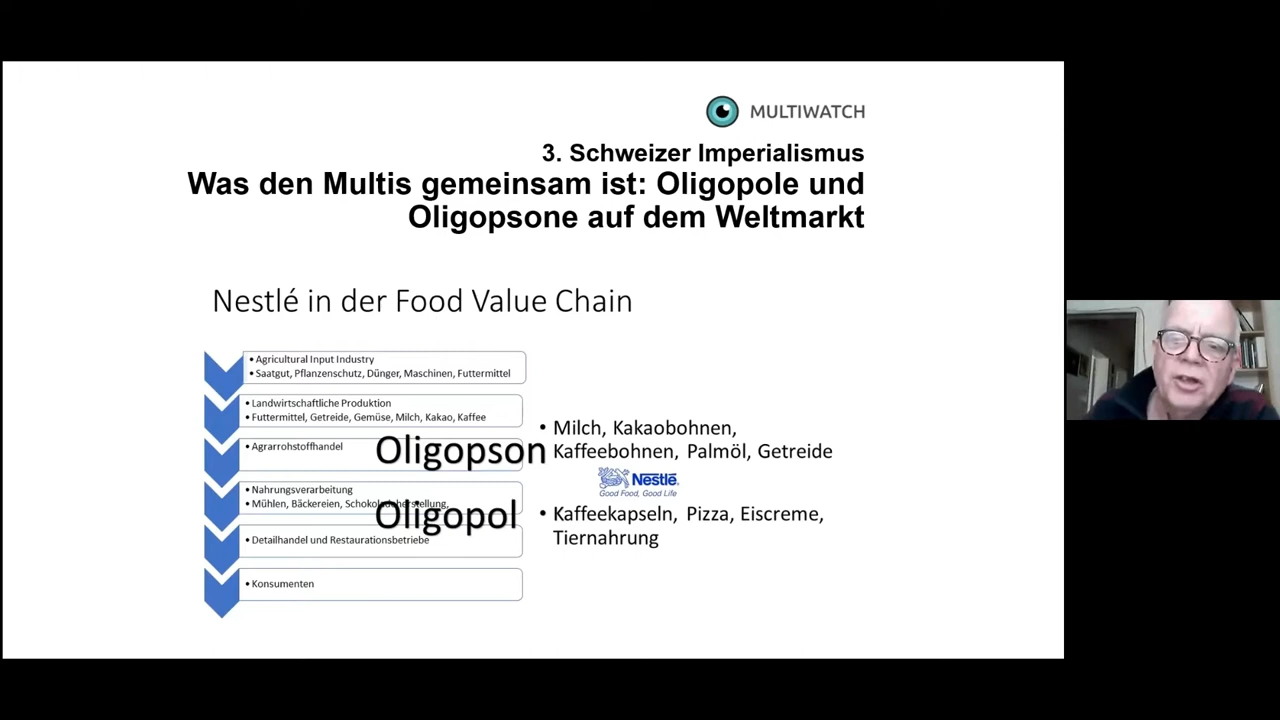 MULTIWATCH
3. Schweizer Imperialismus
Was den Multis gemeinsam ist: Oligopole und
Oligopsone auf dem Weltmarkt
Nestlé in der Food Value Chain
• Agricultural Input Industry
• Saatgut, Pflanzenschutz, Dünger, Maschinen, Futtermittel
• Landwirtschaftliche Produktion
• Futtermittel, Getreide, Gemüse, Milch, Kakao, Kaffee
• Agrarrohstoffhandel
Oligopson
• Nahrungsverarbeitung
• Mühlen, Bäckereien, Schokoladeherstellung,
Oligopol
• Detailhandel und Restaurationsbetriebe
• Konsumenten
• Milch, Kakaobohnen,
Kaffeebohnen, Palmöl, Getreide
Nestlé
Good Food, Good Life
• Kaffeekapseln, Pizza, Eiscreme,
Tiernahrung